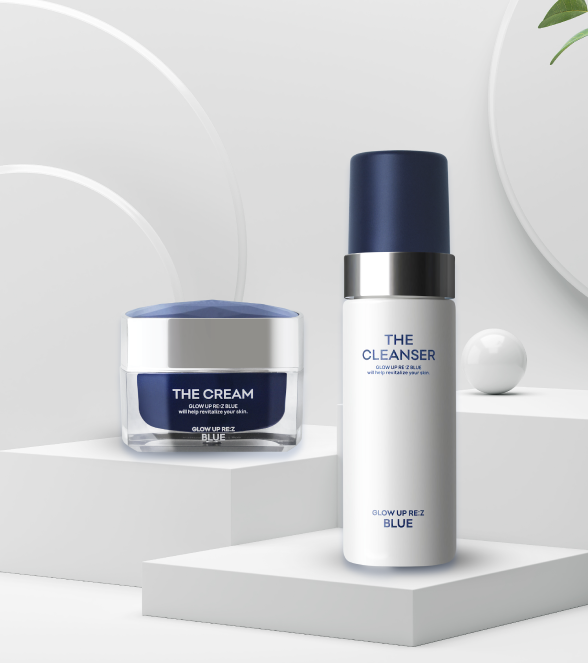 THE CREAM
GLOW UP RE:Z BLUE
will help revitalize your skin.
GLOW UP RE:Z
BLUE
THE
CLEANSER
GLOW UP RE:Z BLUE
will help revitalize your skin.
GLOW UP RE:Z
BLUE